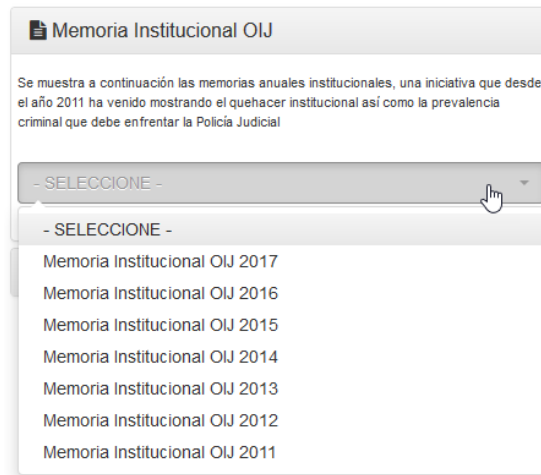 Memoria Institucional OIJ
Se muestra a continuación las memorias anuales institucionales, una iniciativa que desde
el año 2011 ha venido mostrando el quehacer institucional así como la prevalencia
criminal que debe enfrentar la Policía Judicial
- SELECCIONE -
- SELECCIONE -
Memoria Institucional OIJ 2017
Memoria Institucional OIJ 2016
Memoria Institucional OIJ 2015
Memoria Institucional OIJ 2014
Memoria Institucional OIJ 2013
Memoria Institucional OIJ 2012
Memoria Institucional OIJ 2011